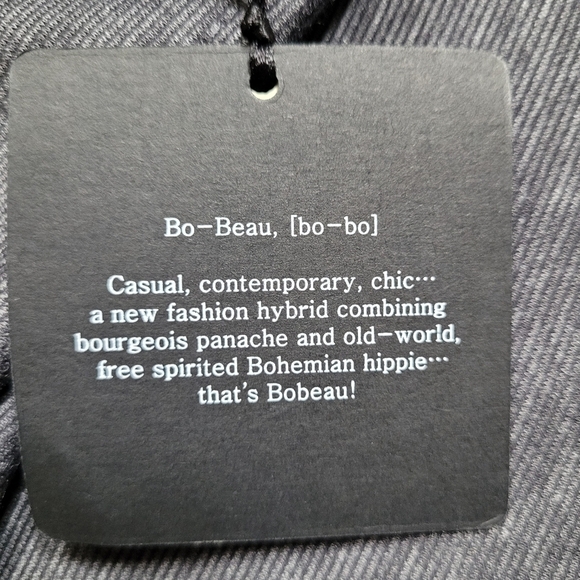 Bo-Beau, [bo-bo]
Casual, contemporary, chic…
a new fashion hybrid combining
bourgeois panache and old-world,
free spirited Bohemian hippie…
that's Bobeau!